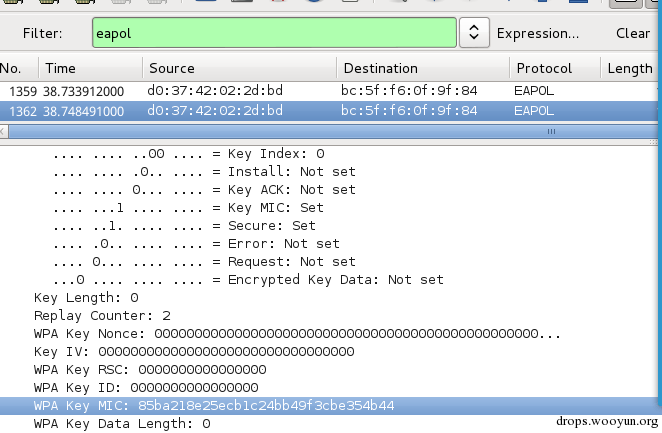 Filter: eapol Expression... Clear
No. Time Source Destination Protocol Length
1359 38.733912000 d0:37:42:02:2d:bd bc:5f:f6:0f:9f:84 EAPOL
1362 38.748491000 d0:37:42:02:2d:bd bc:5f:f6:0f:9f:84 EAPOL
.... .... ..00 .... = Key Index: 0
.... .... .0.. .... = Install: Not set
.... .... 0... .... = Key ACK: Not set
.... ...1 .... .... = Key MIC: Set
.... ..1. .... .... = Secure: Set
.... .0.. .... .... = Error: Not set
.... 0... .... .... = Request: Not set
...0 .... .... .... = Encrypted Key Data: Not set
Key Length: 0
Replay Counter: 2
WPA Key Nonce: 000000000000000000000000000000000000000000000000...
Key IV: 00000000000000000000000000000000
WPA Key RSC: 0000000000000000
WPA Key ID: 0000000000000000
WPA Key MIC: 85ba218e25ecb1c24bb49f3cbe354b44
WPA Key Data Length: 0
drops.wooyun.org